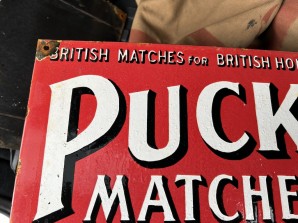 BRITISH MATCHES FOR BRITISH HO
PUCK
MATCHE